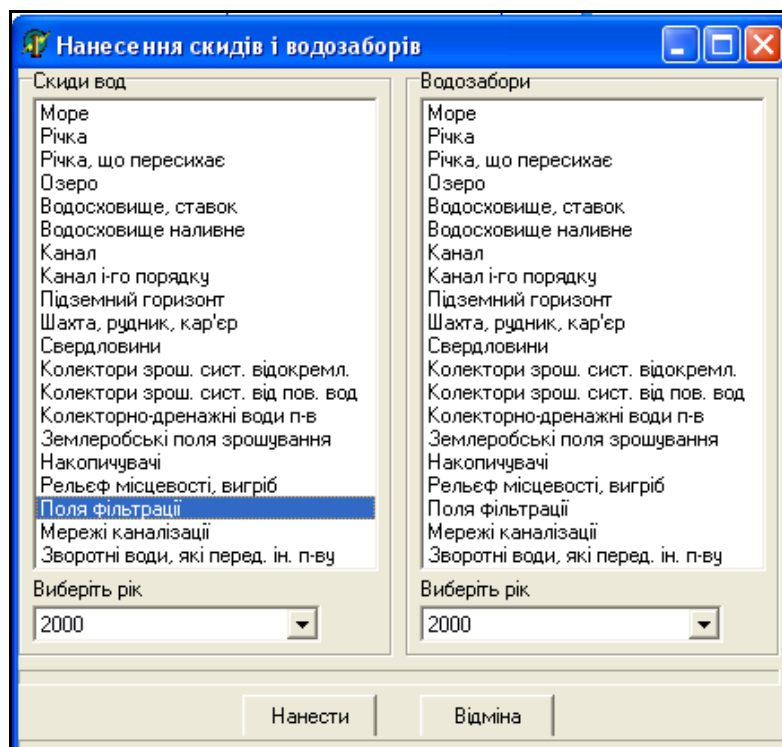 Нанесення скидів і водозаборів
Скиди вод
Море
Річка
Річка, що пересихає
Озеро
Водосховище, ставок
Водосховище наливне
Канал
Канал і-го порядку
Підземний горизонт
Шахта, рудник, кар'єр
Свердловини
Колектори зрош. сист. відокремл.
Колектори зрош. сист. від пов. вод
Колекторно-дренажні води п-в
Землеробські поля зрошування
Накопичувачі
Рельєф місцевості, вигріб
Поля фільтрації
Мережі каналізації
Зворотні води, які перед. ін. п-ву
Виберіть рік
2000
Водозабори
Море
Річка
Річка, що пересихає
Озеро
Водосховище, ставок
Водосховище наливне
Канал
Канал і-го порядку
Підземний горизонт
Шахта, рудник, кар'єр
Свердловини
Колектори зрош. сист. відокремл.
Колектори зрош. сист. від пов. вод
Колекторно-дренажні води п-в
Землеробські поля зрошування
Накопичувачі
Рельєф місцевості, вигріб
Поля фільтрації
Мережі каналізації
Зворотні води, які перед. ін. п-ву
Виберіть рік
2000
Нанести
Відміна